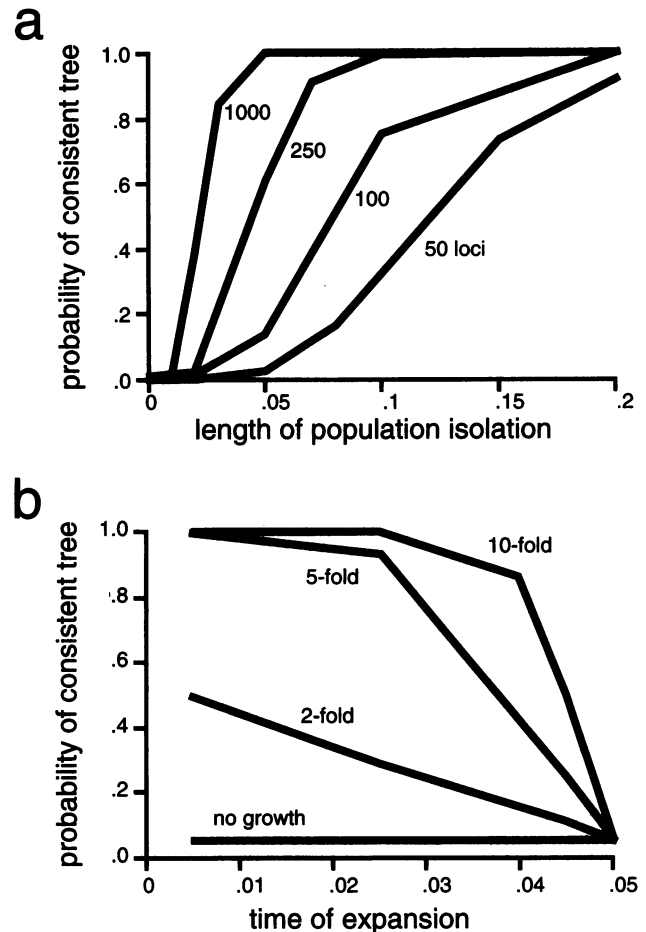 a
probability of consistent tree
1.0
.8
.6
.4
.2
.0
1000
250
100
50 loci
0
.05
.1
.15
.2
length of population isolation
b
probability of consistent tree
1.0
.8
.6
.4
.2
.0
10-fold
5-fold
2-fold
no growth
0
.01
.02
.03
.04
.05
time of expansion